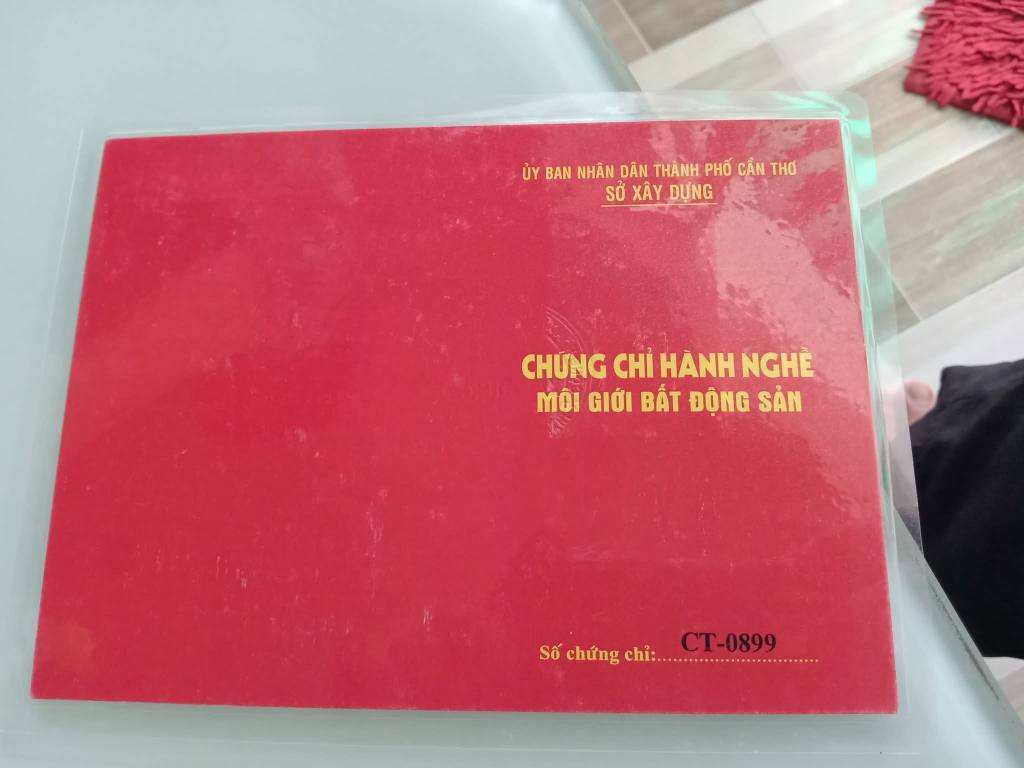 ỦY BAN NHÂN DÂN THÀNH PHỐ CẦN THƠ
SỞ XÂY DỰNG
CHỨNG CHỈ HÀNH NGHỀ
MÔI GIỚI BẤT ĐỘNG SẢN
Số chứng chỉ: CT-0899